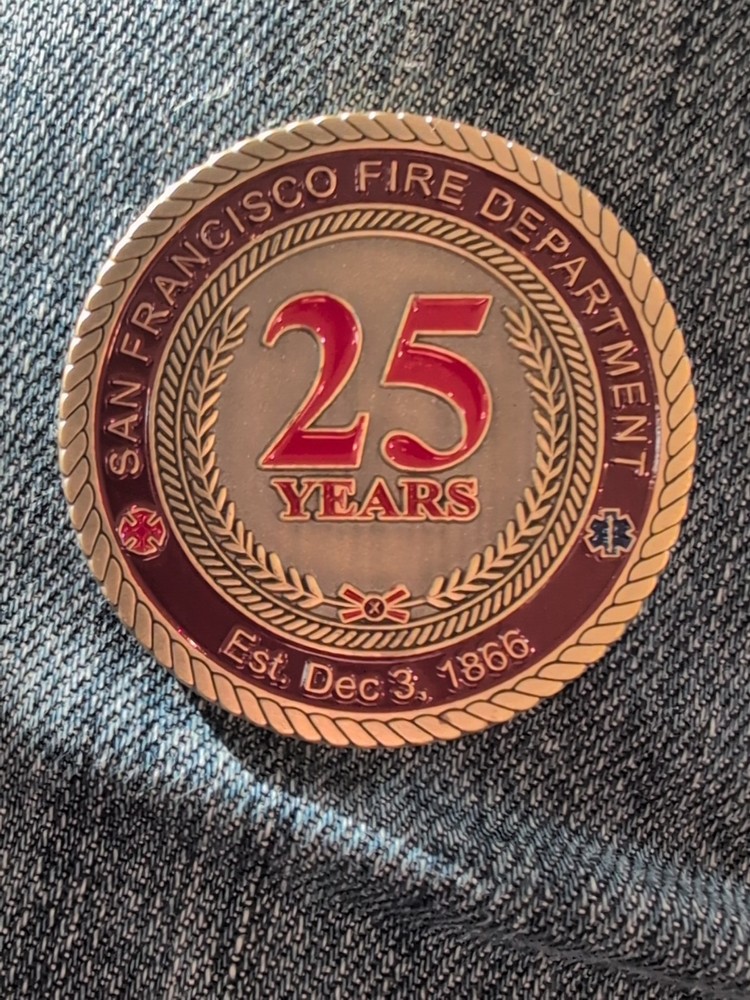 SAN FRANCISCO FIRE DEPARTMENT
25
YEARS
Est. Dec 3, 1866